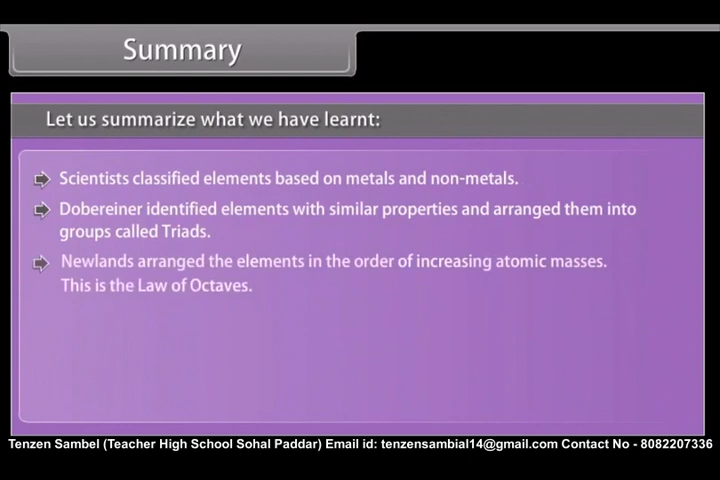 Summary
Let us summarize what we have learnt:
Scientists classified elements based on metals and non-metals.
Dobereiner identified elements with similar properties and arranged them into
groups called Triads.
Newlands arranged the elements in the order of increasing atomic masses.
This is the Law of Octaves.
Tenzen Sambel (Teacher High School Sohal Paddar) Email id: tenzensambial14@gmail.com Contact No - 8082207336